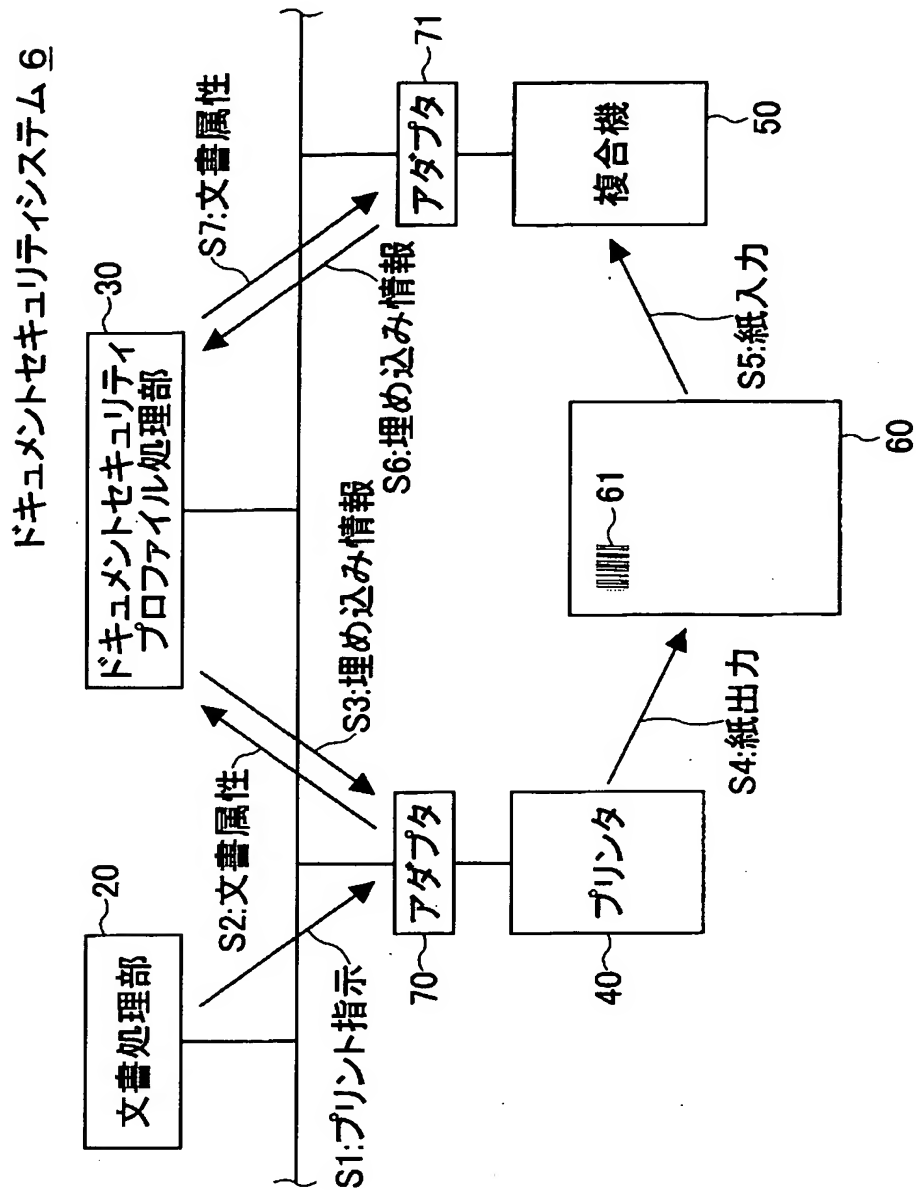 ドキュメントセキュリティシステム 6
文書処理部
20
ドキュメントセキュリティ
プロファイル処理部
30
S1:プリント指示
S2:文書属性
S3:埋め込み情報
S6:埋め込み情報
S7:文書属性
アダプタ
70
アダプタ
71
プリンタ
40
複合機
50
S4:紙出力
61
60
S5:紙入力